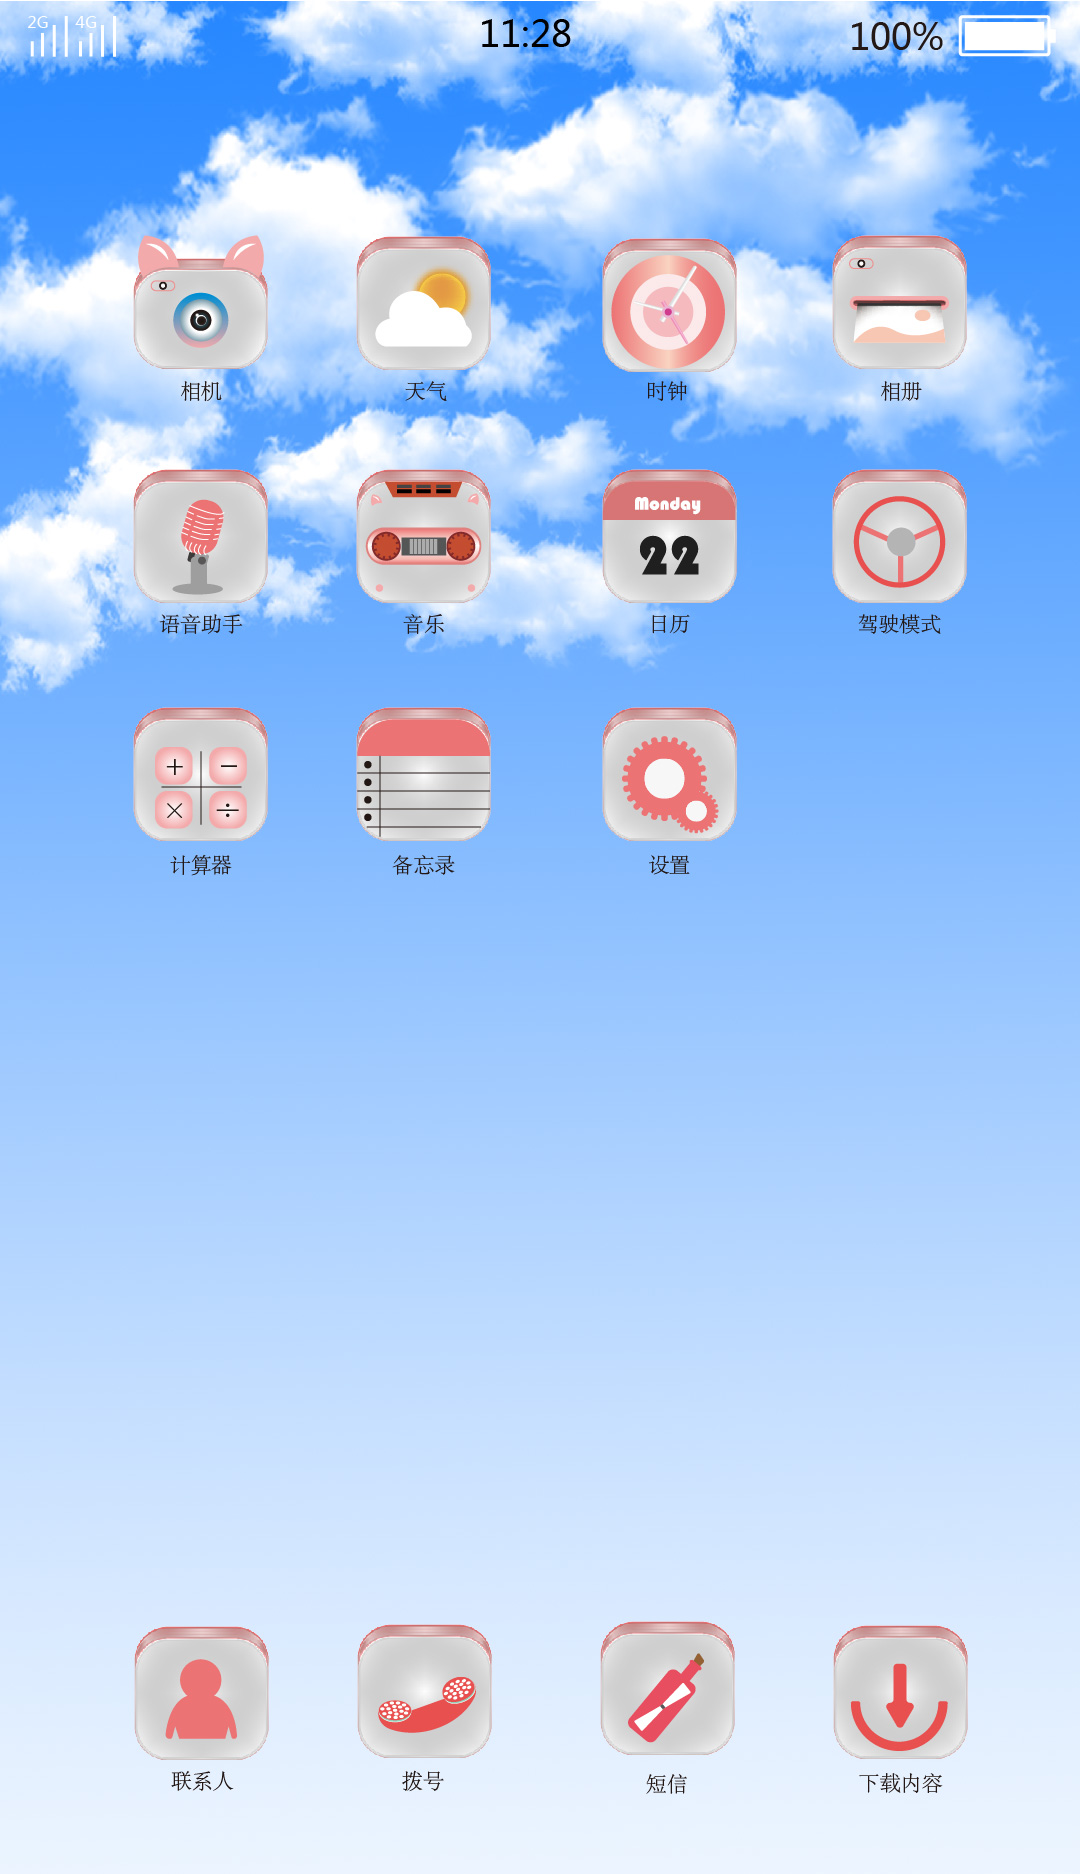 2G 4G 11:28 100%
相机 天气 时钟 相册
Monday
22
语音助手 音乐 日历 驾驶模式
计算器 备忘录 设置
联系人 拨号 短信 下载内容